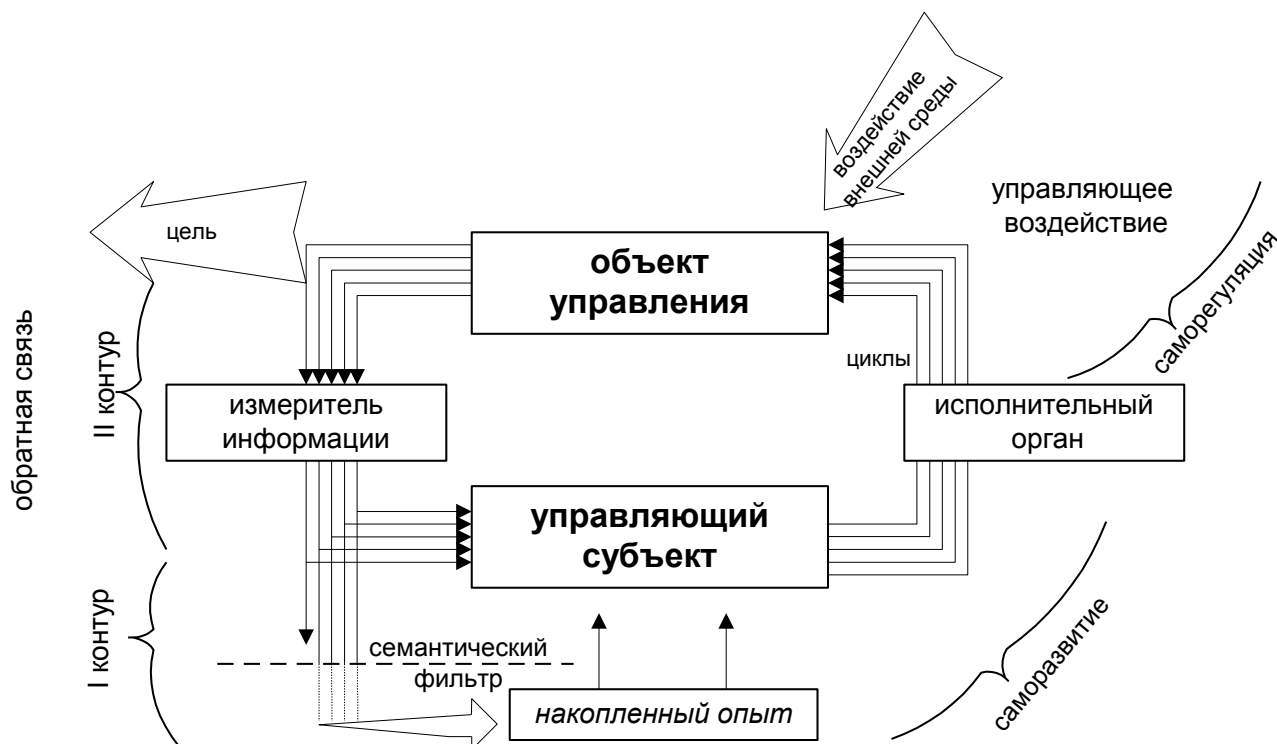 воздействие
внешней среды
управляющее
воздействие
цель
объект
управления
саморегуляция
обратная связь
II контур
циклы
измеритель
информации
исполнительный
орган
управляющий
субъект
I контур
семантический
фильтр
накопленный опыт
саморазвитие